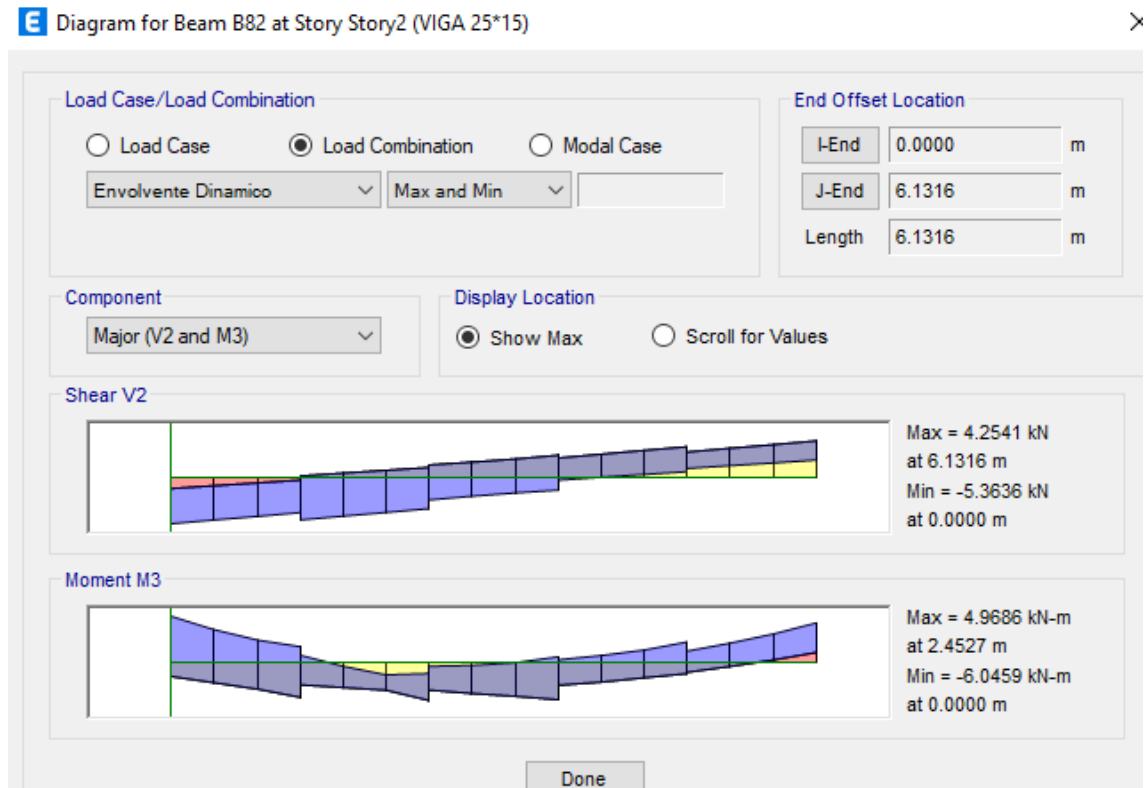 E Diagram for Beam B82 at Story Story2 (VIGA 25*15)
Load Case/Load Combination
Load Case Load Combination Modal Case
Envolvente Dinamico Max and Min
End Offset Location
I-End 0.0000 m
J-End 6.1316 m
Length 6.1316 m
Component
Major (V2 and M3)
Display Location
Show Max Scroll for Values
Shear V2
Max = 4.2541 kN
at 6.1316 m
Min = -5.3636 kN
at 0.0000 m
Moment M3
Max = 4.9686 kN-m
at 2.4527 m
Min = -6.0459 kN-m
at 0.0000 m
Done